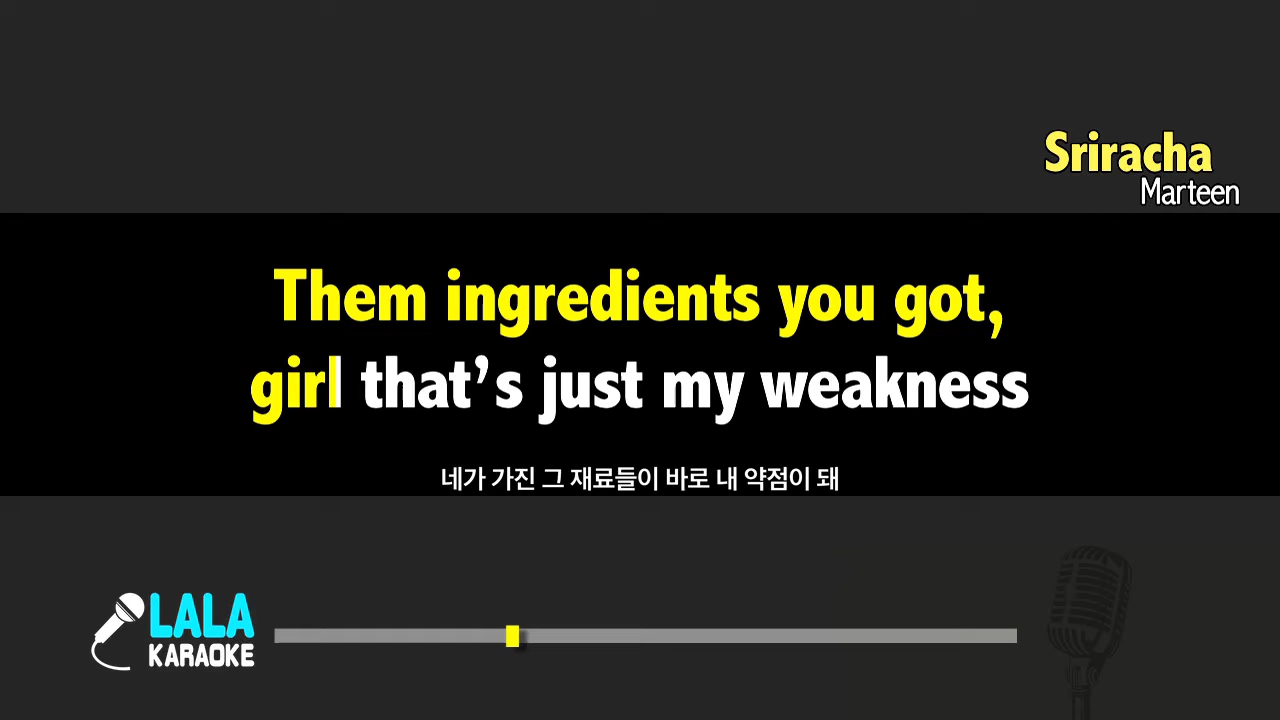 Sriracha
Marteen
Them ingredients you got,
girl that’s just my weakness
네가 가진 그 재료들이 바로 내 약점이 돼
LALA
KARAOKE